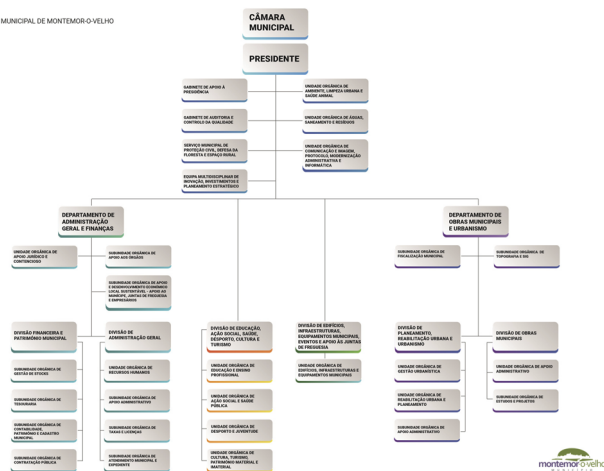 MUNICIPAL DE MONTEMOR-O-VELHO
CÂMARA
MUNICIPAL
PRESIDENTE
GABINETE DE APOIO À
PRESIDÊNCIA
UNIDADE ORGÂNICA DE
AMBIENTE, LIMPEZA URBANA E
SAÚDE ANIMAL
GABINETE DE AUDITORIA E
CONTROLO DA QUALIDADE
UNIDADE ORGÂNICA DE ÁGUAS,
SANEAMENTO E RESÍDUOS
SERVIÇO MUNICIPAL DE
PROTEÇÃO CIVIL, DEFESA DA
FLORESTA E ESPAÇO RURAL
UNIDADE ORGÂNICA DE
COMUNICAÇÃO E IMAGEM,
PROTOCOLO, MODERNIZAÇÃO
ADMINISTRATIVA E
INFORMÁTICA
EQUIPA MULTIDISCIPLINAR DE
INOVAÇÃO, INVESTIMENTOS E
PLANEAMENTO ESTRATÉGICO
DEPARTAMENTO DE
ADMINISTRAÇÃO
GERAL E FINANÇAS
DEPARTAMENTO DE
OBRAS MUNICIPAIS
E URBANISMO
UNIDADE ORGÂNICA DE
APOIO JURÍDICO E
CONTENCIOSO
SUBUNIDADE ORGÂNICA DE
APOIO AOS ÓRGÃOS
SUBUNIDADE ORGÂNICA DE
FISCALIZAÇÃO MUNICIPAL
SUBUNIDADE ORGÂNICA DE
TOPOGRAFIA E SIG
SUBUNIDADE ORGÂNICA DE APOIO
E DESENVOLVIMENTO ECONÓMICO
LOCAL SUSTENTÁVEL - APOIO AO
MUNÍCIPE, JUNTAS DE FREGUESIA
E EMPRESÁRIOS
DIVISÃO FINANCEIRA E
PATRIMÓNIO MUNICIPAL
DIVISÃO DE
ADMINISTRAÇÃO GERAL
DIVISÃO DE EDUCAÇÃO,
AÇÃO SOCIAL, SAÚDE,
DESPORTO, CULTURA E
TURISMO
DIVISÃO DE EDIFÍCIOS,
INFRAESTRUTURAS,
EQUIPAMENTOS MUNICIPAIS,
EVENTOS E APOIO ÀS JUNTAS
DE FREGUESIA
DIVISÃO DE
PLANEAMENTO,
REABILITAÇÃO URBANA E
URBANISMO
DIVISÃO DE OBRAS
MUNICIPAIS
SUBUNIDADE ORGÂNICA DE
GESTÃO DE STOCKS
UNIDADE ORGÂNICA DE
RECURSOS HUMANOS
UNIDADE ORGÂNICA DE
EDUCAÇÃO E ENSINO
PROFISSIONAL
UNIDADE ORGÂNICA DE
EDIFÍCIOS, INFRAESTRUTURAS E
EQUIPAMENTOS MUNICIPAIS
UNIDADE ORGÂNICA DE
GESTÃO URBANÍSTICA
UNIDADE ORGÂNICA DE APOIO
ADMINISTRATIVO
SUBUNIDADE ORGÂNICA DE
TESOURARIA
SUBUNIDADE ORGÂNICA DE
APOIO ADMINISTRATIVO
UNIDADE ORGÂNICA DE
AÇÃO SOCIAL E SAÚDE
PÚBLICA
UNIDADE ORGÂNICA DE
REABILITAÇÃO URBANA E
PLANEAMENTO
SUBUNIDADE ORGÂNICA DE
ESTUDOS E PROJETOS
SUBUNIDADE ORGÂNICA DE
CONTABILIDADE,
PATRIMÓNIO E CADASTRO
MUNICIPAL
SUBUNIDADE ORGÂNICA DE
TAXAS E LICENÇAS
UNIDADE ORGÂNICA DE
DESPORTO E JUVENTUDE
SUBUNIDADE ORGÂNICA DE
APOIO ADMINISTRATIVO
SUBUNIDADE ORGÂNICA DE
CONTRATAÇÃO PÚBLICA
SUBUNIDADE ORGÂNICA DE
ATENDIMENTO MUNICIPAL E
EXPEDIENTE
UNIDADE ORGÂNICA DE
CULTURA, TURISMO,
PATRIMÓNIO MATERIAL E
MATERIAL
montemor-o-velho
MUNICÍPIO